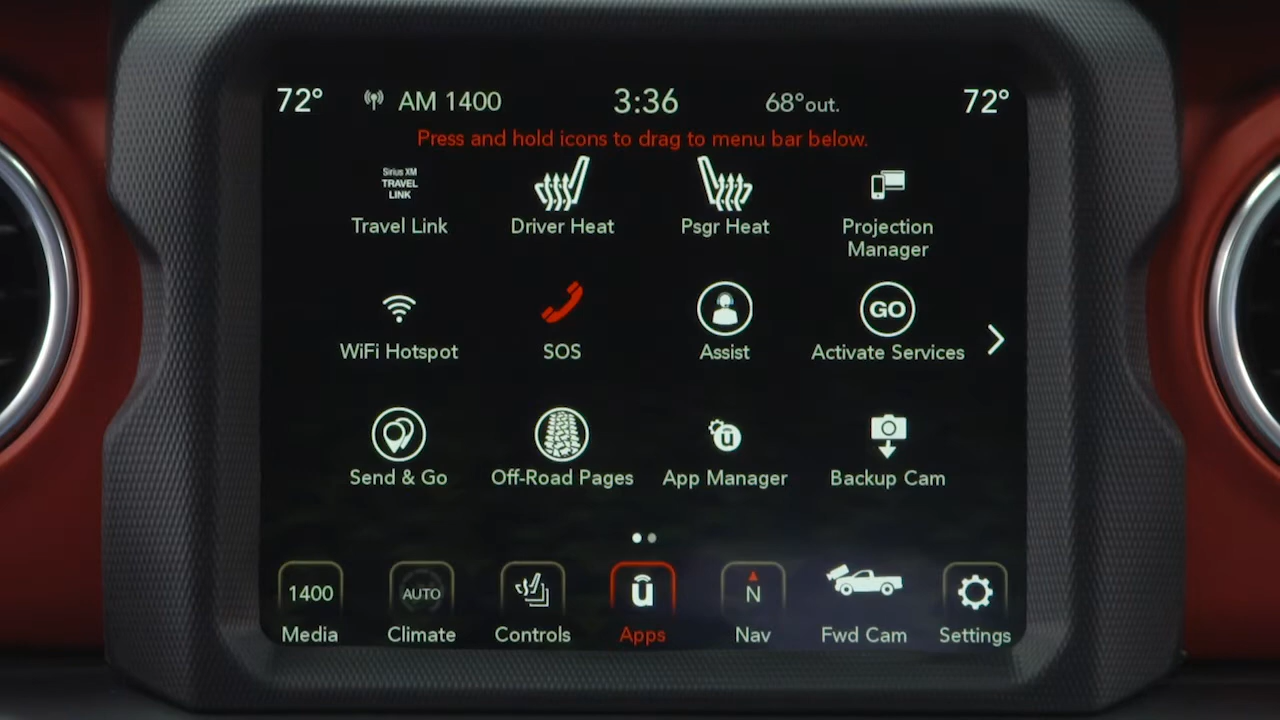 72° AM 1400 3:36 68°out. 72°
Press and hold icons to drag to menu bar below.
Sirius XM
TRAVEL
LINK
Travel Link Driver Heat Psgr Heat Projection
Manager
GO
WiFi Hotspot SOS Assist Activate Services
u
Send & Go Off-Road Pages App Manager Backup Cam
1400 AUTO u N
Media Climate Controls Apps Nav Fwd Cam Settings